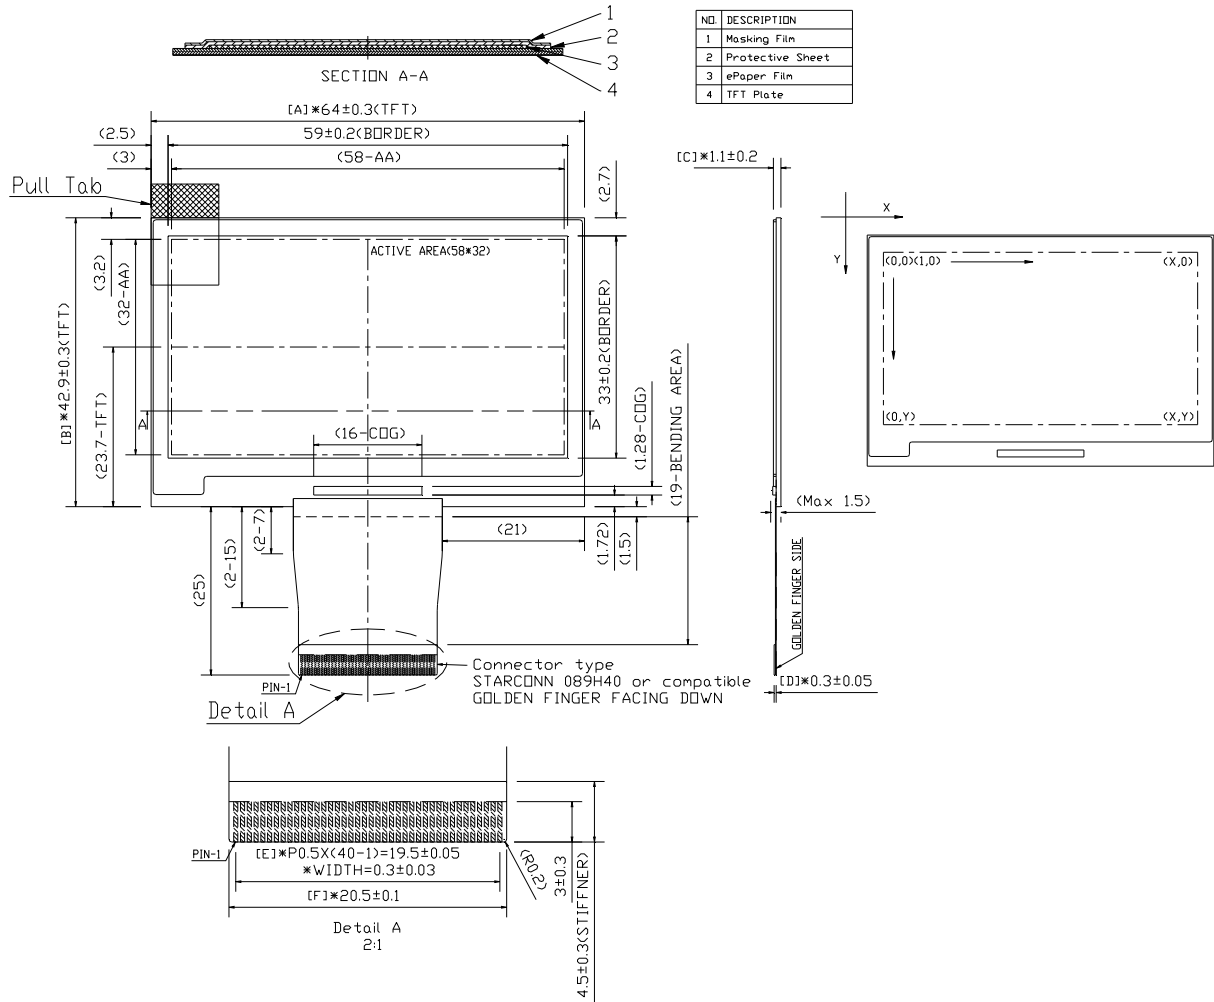 1
2
3
4
SECTION A-A
NO. DESCRIPTION
1 Masking Film
2 Protective Sheet
3 ePaper Film
4 TFT Plate
[A]*64±0.3(TFT)
(2.5)
59±0.2(BORDER)
(3)
(58-AA)
(2.7)
[C]*1.1±0.2
Pull Tab
X
Y
ACTIVE AREA(58*32)
(0,0)(1,0)
(X,0)
(0,Y)
(X,Y)
(3.2)
(32-AA)
[B]*42.9±0.3(TFT)
(23.7-TFT)
33±0.2(BORDER)
A
A
(16-COG)
(1.28-COG)
(19-BENDING AREA)
(Max 1.5)
(21)
(1.72)
(1.5)
(2-7)
(2-15)
(25)
GOLDEN FINGER SIDE
Connector type
STARCONN 089H40 or compatible
GOLDEN FINGER FACING DOWN
[D]*0.3±0.05
PIN-1
Detail A
PIN-1
[E]*P0.5X(40-1)=19.5±0.05
*WIDTH=0.3±0.03
[F]*20.5±0.1
(R0.2)
3±0.3
4.5±0.3(STIFFNER)
Detail A
2:1